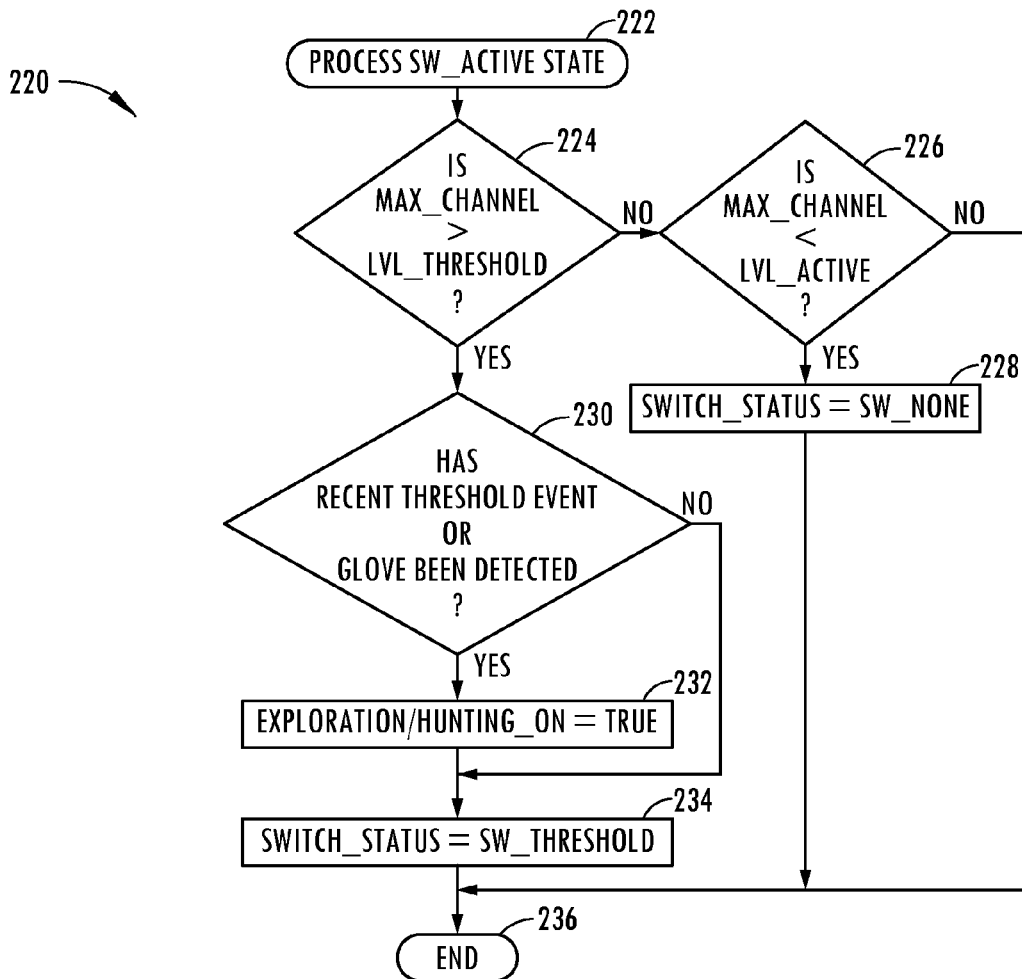 222
PROCESS SW_ACTIVE STATE
220
224
IS
MAX_CHANNEL
>
LVL_THRESHOLD
?
NO
YES
226
IS
MAX_CHANNEL
<
LVL_ACTIVE
?
NO
YES
228
SWITCH_STATUS = SW_NONE
230
HAS
RECENT THRESHOLD EVENT
OR
GLOVE BEEN DETECTED
?
NO
YES
232
EXPLORATION/HUNTING_ON = TRUE
234
SWITCH_STATUS = SW_THRESHOLD
236
END